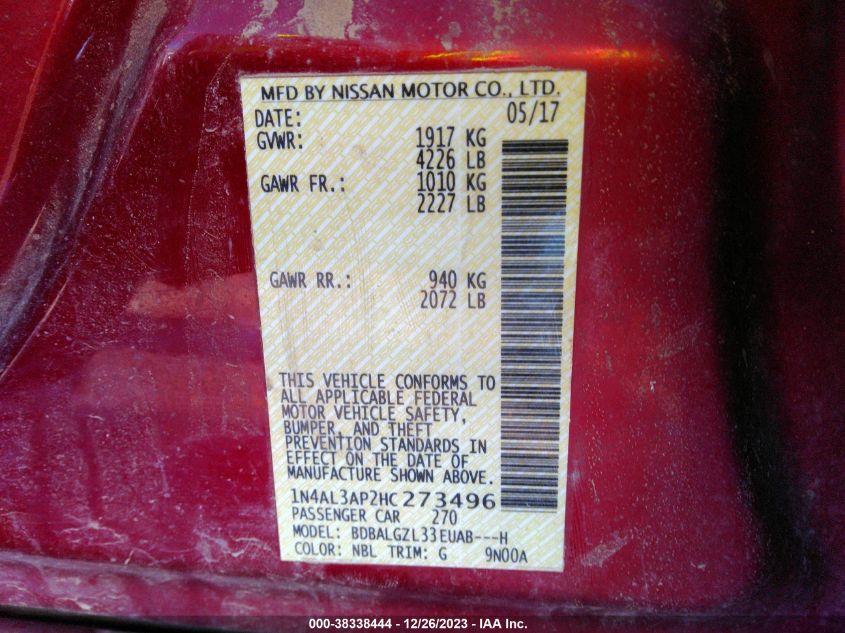 MFD BY NISSAN MOTOR CO., LTD.
DATE: 05/17
GVWR: 1917 KG
4226 LB
GAWR FR.: 1010 KG
2227 LB
GAWR RR.: 940 KG
2072 LB
THIS VEHICLE CONFORMS TO
ALL APPLICABLE FEDERAL
MOTOR VEHICLE SAFETY,
BUMPER, AND THEFT
PREVENTION STANDARDS IN
EFFECT ON THE DATE OF
MANUFACTURE SHOWN ABOVE.
1N4AL3AP2HC273496
PASSENGER CAR 270
MODEL: BDBALGZL33EUAB---H
COLOR: NBL TRIM: G 9N00A
000-38338444 - 12/26/2023 - IAA Inc.